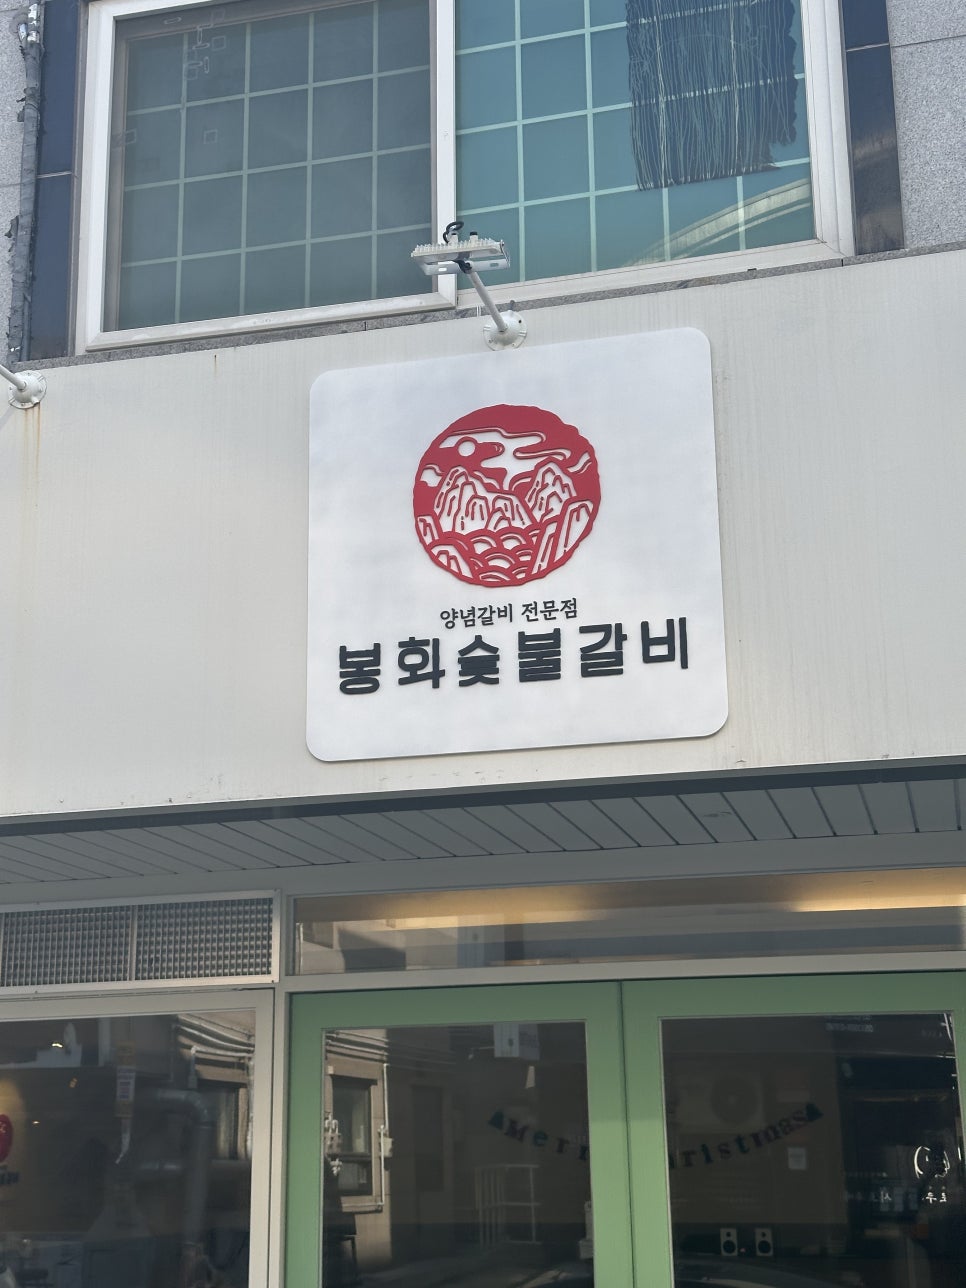 양념갈비 전문점
봉화숯불갈비
Merry Christmas